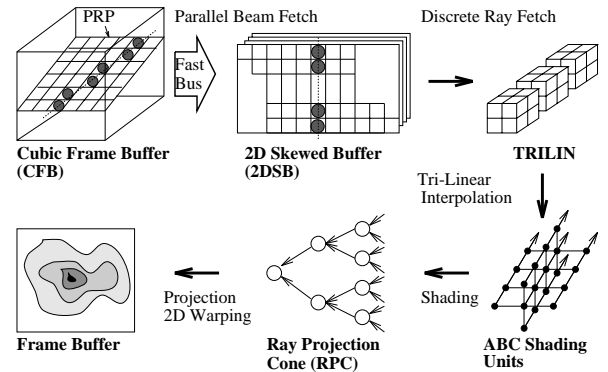 PRP
Parallel Beam Fetch
Discrete Ray Fetch
Fast
Bus
Cubic Frame Buffer
(CFB)
2D Skewed Buffer
(2DSB)
TRILIN
Tri-Linear
Interpolation
Projection
2D Warping
Shading
Frame Buffer
Ray Projection
Cone (RPC)
ABC Shading
Units